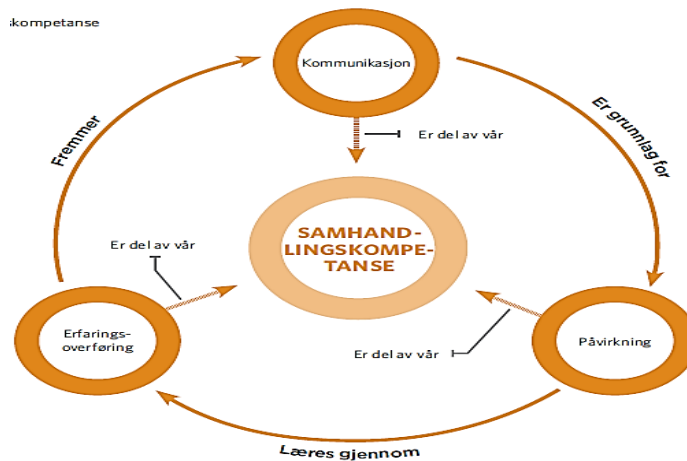 skompetanse
Kommunikasjon
Er del av vår
Er grunnlag for
Fremmer
SAMHAND-
LINGSKOMPE-
TANSE
Er del av vår
Erfarings-
overføring
Påvirkning
Er del av vår
Læres gjennom